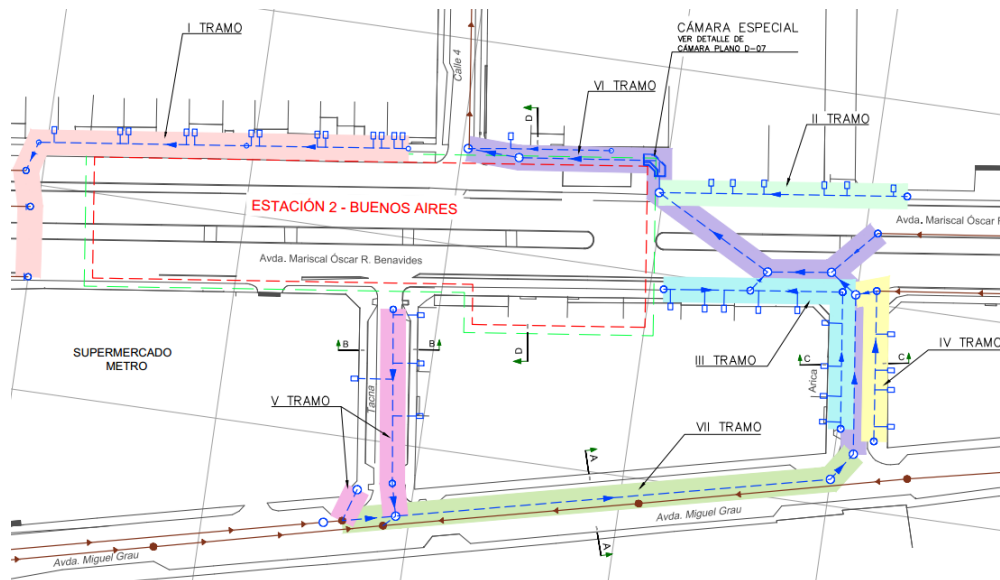 I TRAMO
Calle 4
CÁMARA ESPECIAL
VER DETALLE DE
CÁMARA PLANO D-07
VI TRAMO
D
II TRAMO
ESTACIÓN 2 - BUENOS AIRES
Avda. Mariscal Óscar R
Avda. Mariscal Óscar R. Benavides
SUPERMERCADO
METRO
B
B
D
III TRAMO
C
C
IV TRAMO
Arica
Tacna
V TRAMO
VII TRAMO
A
Avda. Miguel Grau
A
Avda. Miguel Grau